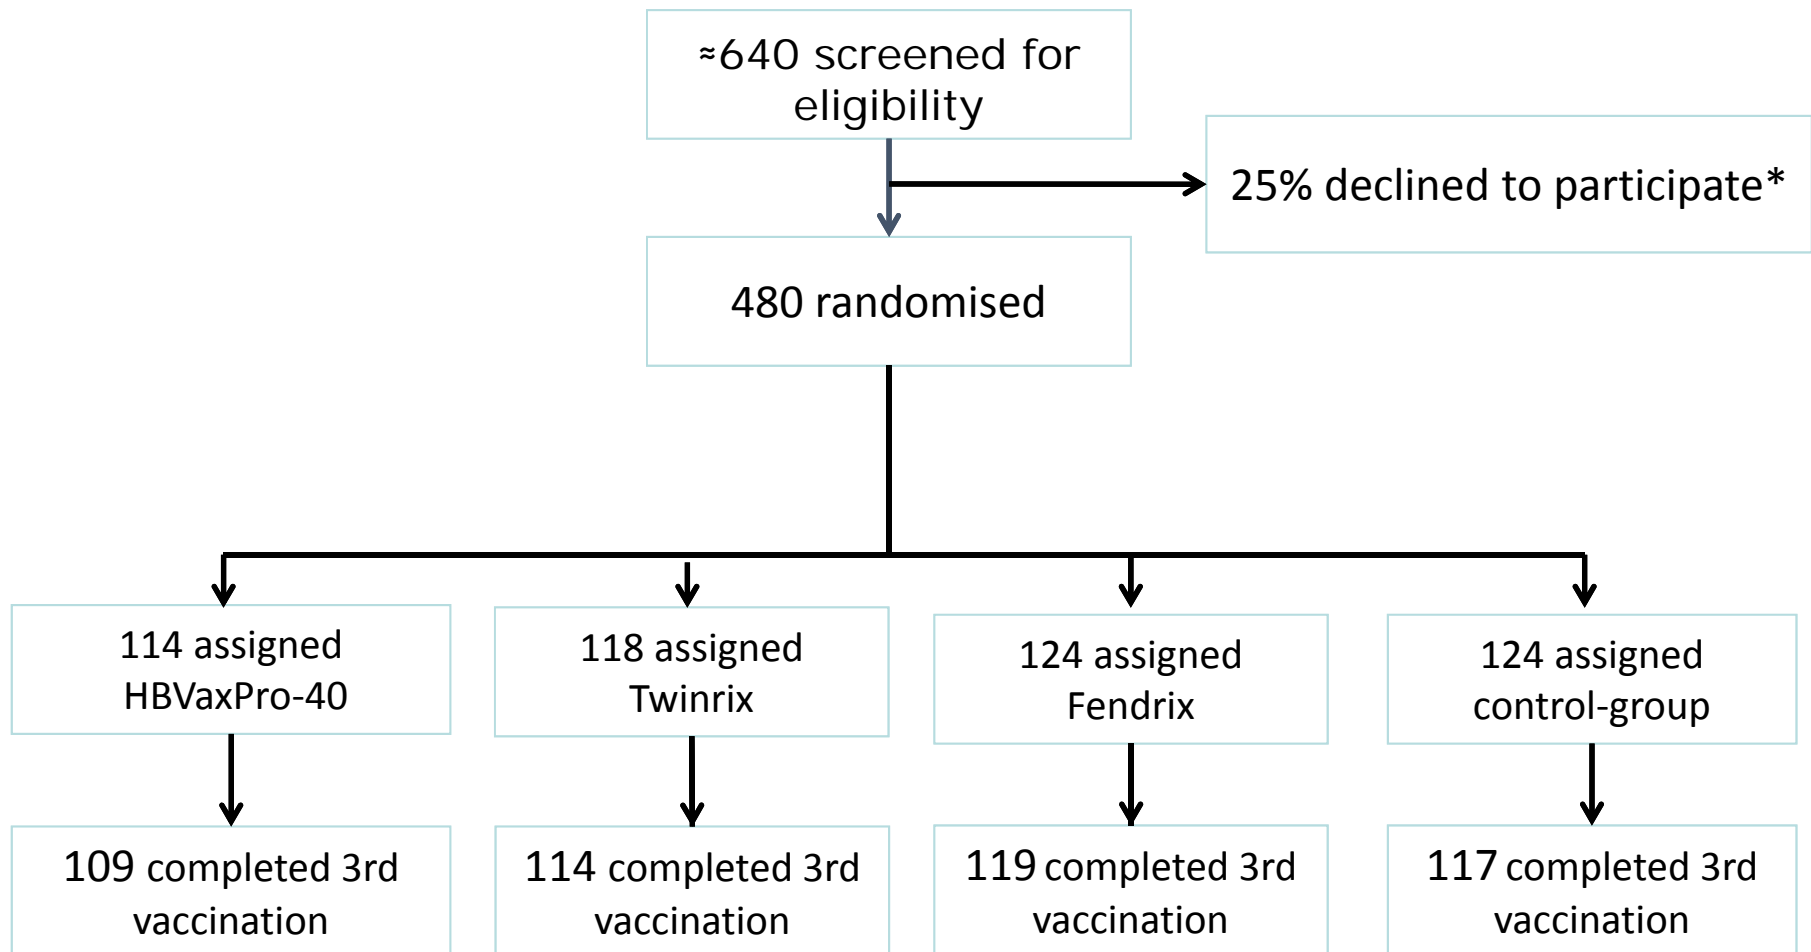 ≈640 screened for
eligibility
25% declined to participate*
480 randomised
114 assigned
HBVaxPro-40
118 assigned
Twinrix
124 assigned
Fendrix
124 assigned
control-group
109 completed 3rd
vaccination
114 completed 3rd
vaccination
119 completed 3rd
vaccination
117 completed 3rd
vaccination